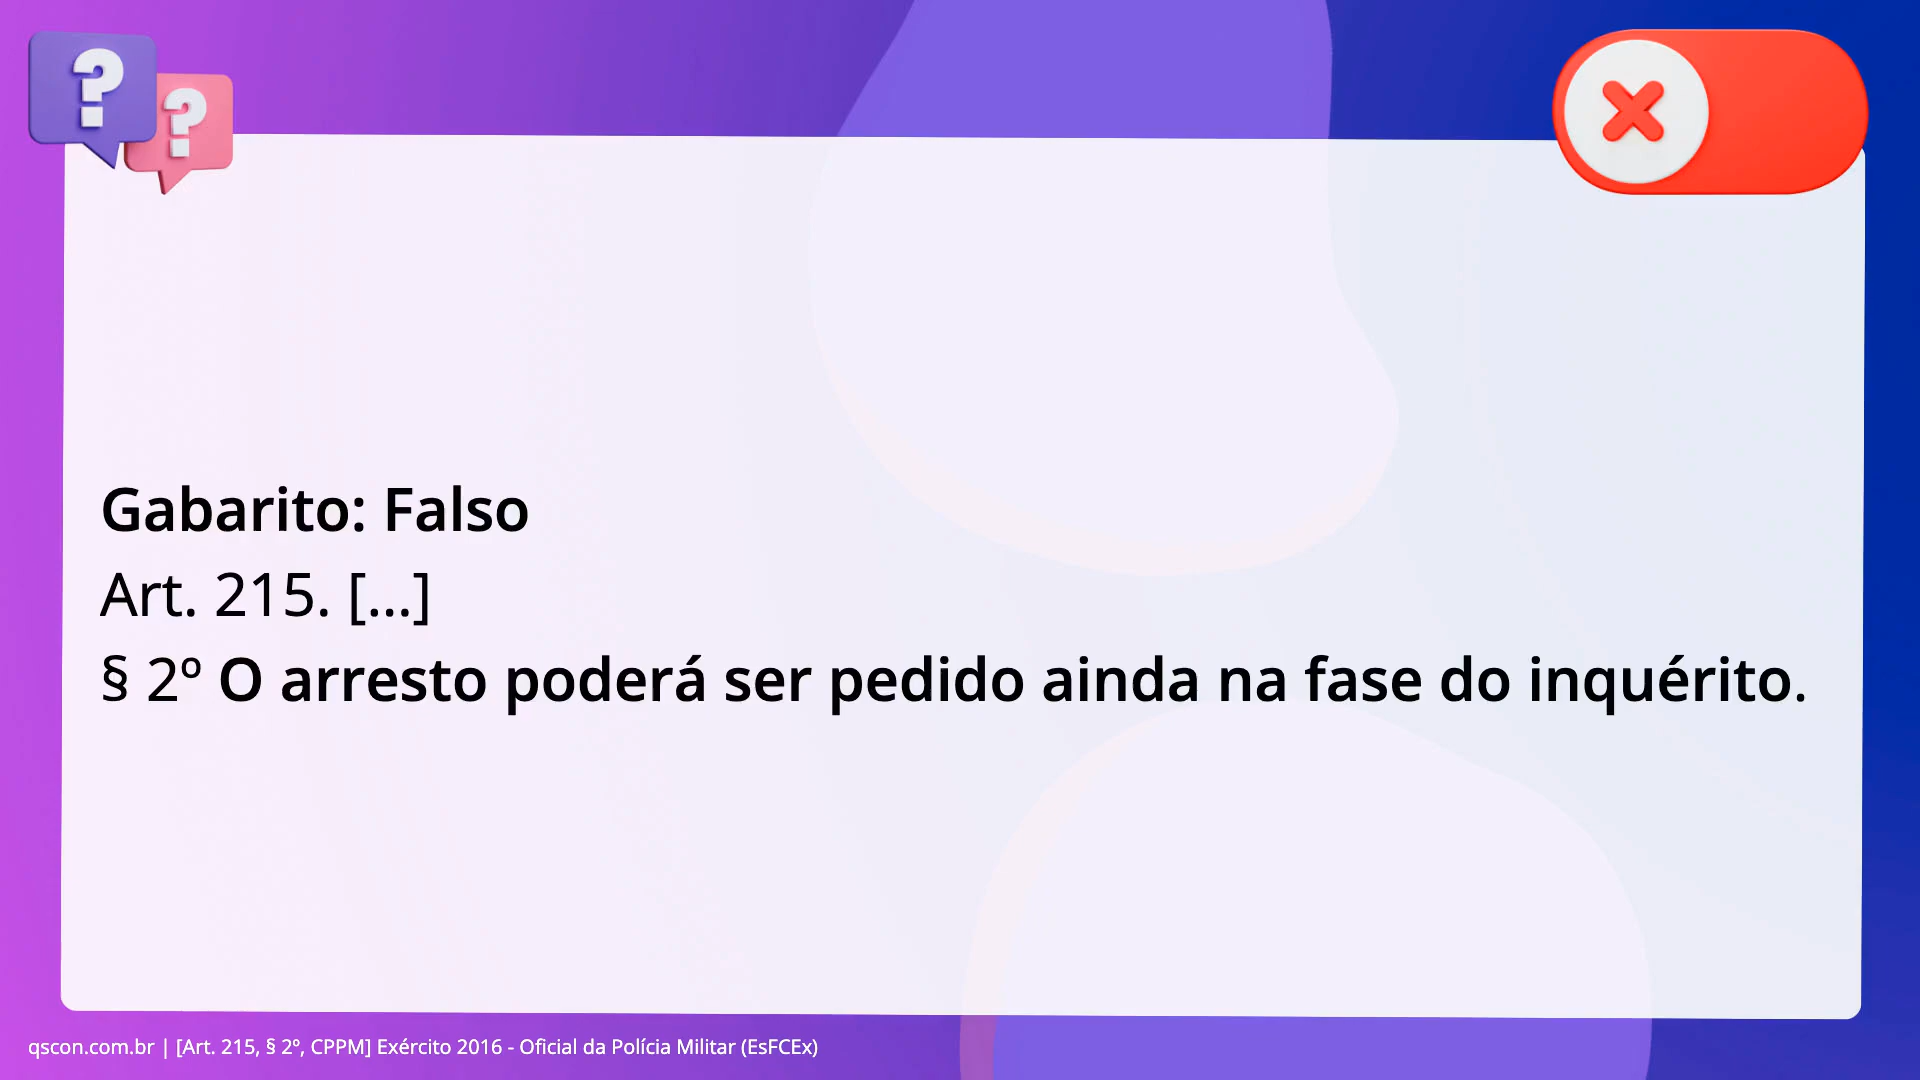 Gabarito: Falso
Art. 215. [...]
§ 2º O arresto poderá ser pedido ainda na fase do inquérito.
qscon.com.br | [Art. 215, § 2º, CPPM] Exército 2016 - Oficial da Polícia Militar (EsFCEx)